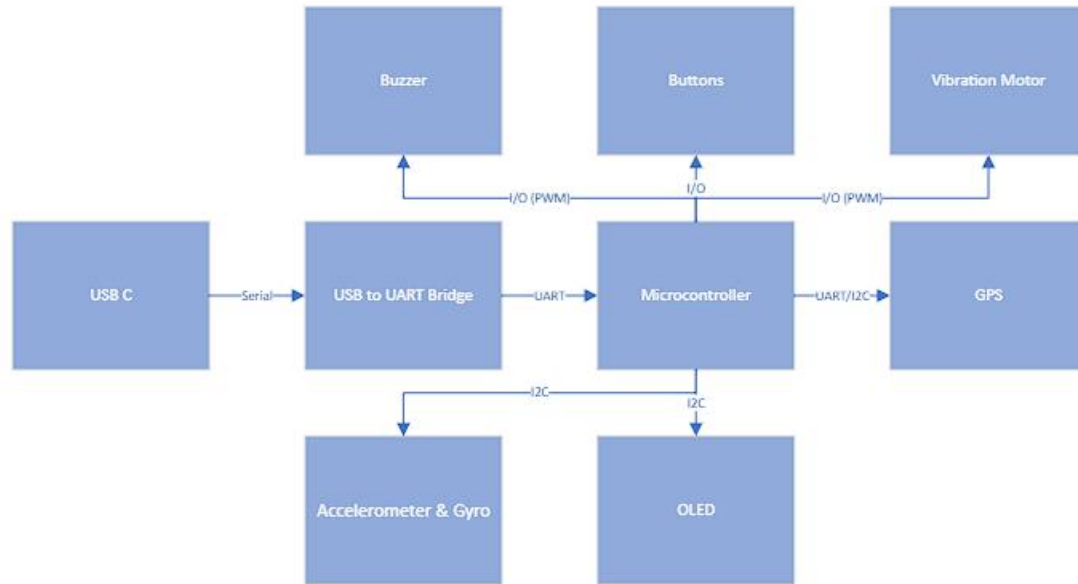 Buzzer
Buttons
Vibration Motor
I/O (PWM)
I/O
I/O (PWM)
USB C
Serial
USB to UART Bridge
UART
Microcontroller
UART/I2C
GPS
I2C
I2C
Accelerometer & Gyro
OLED